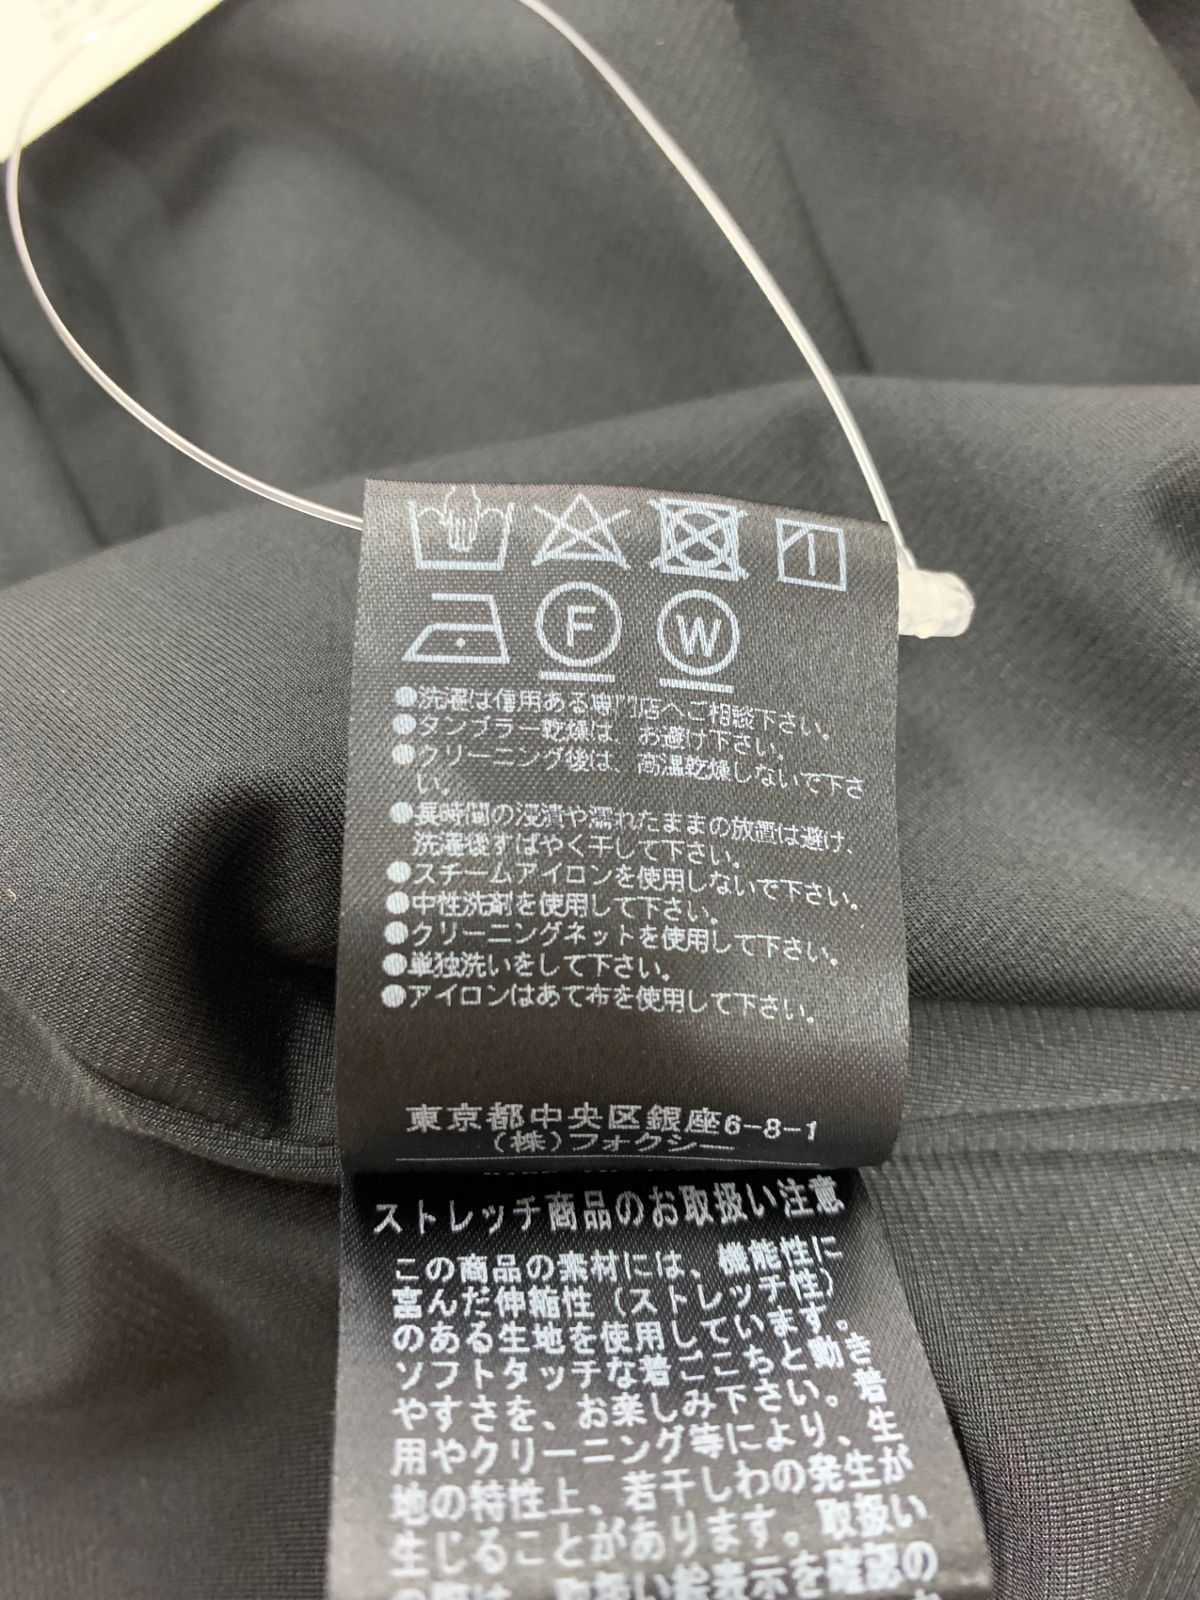 F W
●洗濯は信用ある専門店へご相談下さい。
●タンブラー乾燥は、お避け下さい。
●クリーニング後は、高温乾燥しないで下さ
い。
●長時間の浸漬や濡れたままの放置は避け、
洗濯後すばやく干して下さい。
●スチームアイロンを使用しないで下さい。
●中性洗剤を使用して下さい。
●クリーニングネットを使用して下さい。
●単独洗いをして下さい。
●アイロンはあて布を使用して下さい。
東京都中央区銀座6-8-1
(株)フォクシー
ストレッチ商品のお取扱い注意
この商品の素材には、機能性に
富んだ伸縮性(ストレッチ性)
のある生地を使用しています。
ソフトタッチな着ごこちと動き
やすさを、お楽しみ下さい。着
用やクリーニング等により、生
地の特性上、若干しわの発生が
生じることがあります。取扱い
の際は、取扱い絵表示を確認の